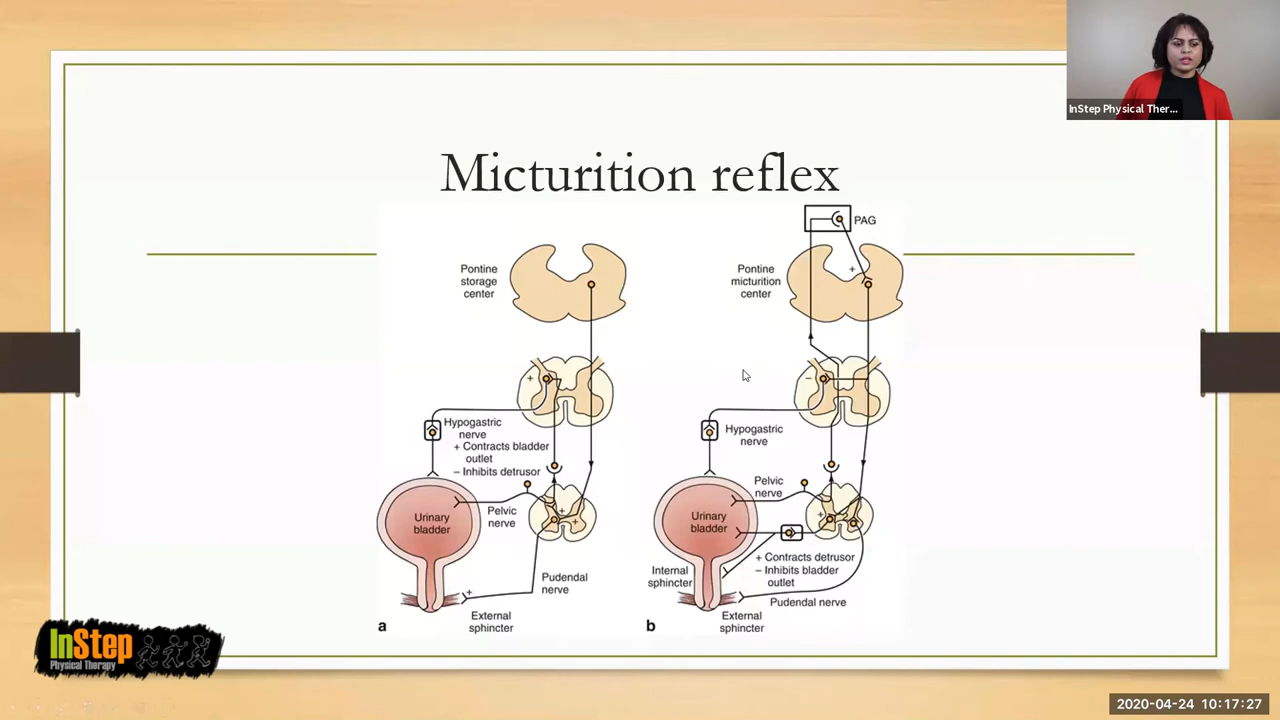 InStep Physical Ther...
Micturition reflex
PAG
Pontine
storage
center
Pontine
micturition
center
+
+
−
Hypogastric
nerve
+ Contracts bladder
outlet
− Inhibits detrusor
Hypogastric
nerve
Pelvic
nerve
Urinary
bladder
Pelvic
nerve
+
+
Urinary
bladder
+
+ Contracts detrusor
− Inhibits bladder
outlet
Internal
sphincter
Pudendal
nerve
+
Pudendal nerve
External
sphincter
External
sphincter
a
b
InStep
Physical Therapy
2020-04-24 10:17:27